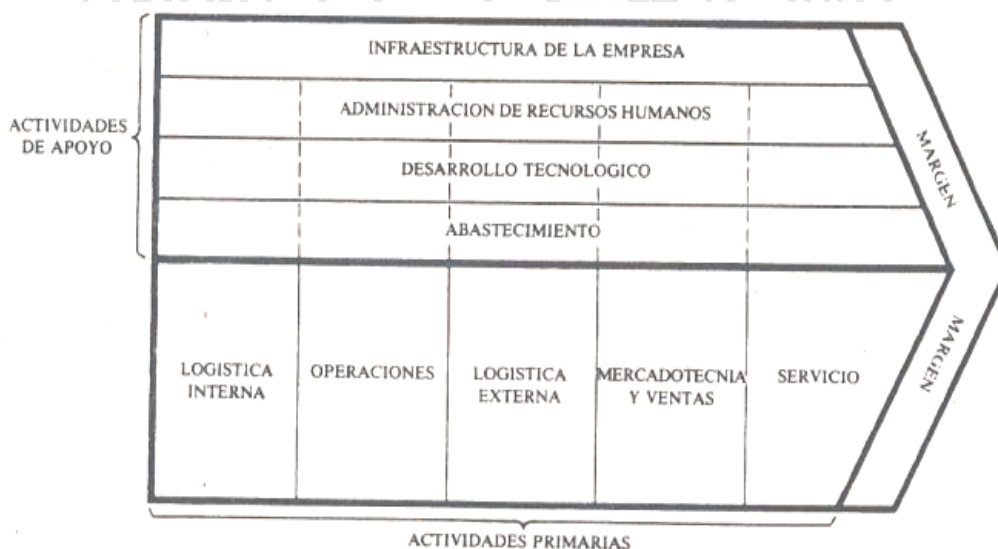 INFRAESTRUCTURA DE LA EMPRESA
ADMINISTRACION DE RECURSOS HUMANOS
ACTIVIDADES
DE APOYO
DESARROLLO TECNOLOGICO
ABASTECIMIENTO
MARGEN
LOGISTICA
INTERNA
OPERACIONES
LOGISTICA
EXTERNA
MERCADOTECNIA
Y VENTAS
SERVICIO
MARGEN
ACTIVIDADES PRIMARIAS